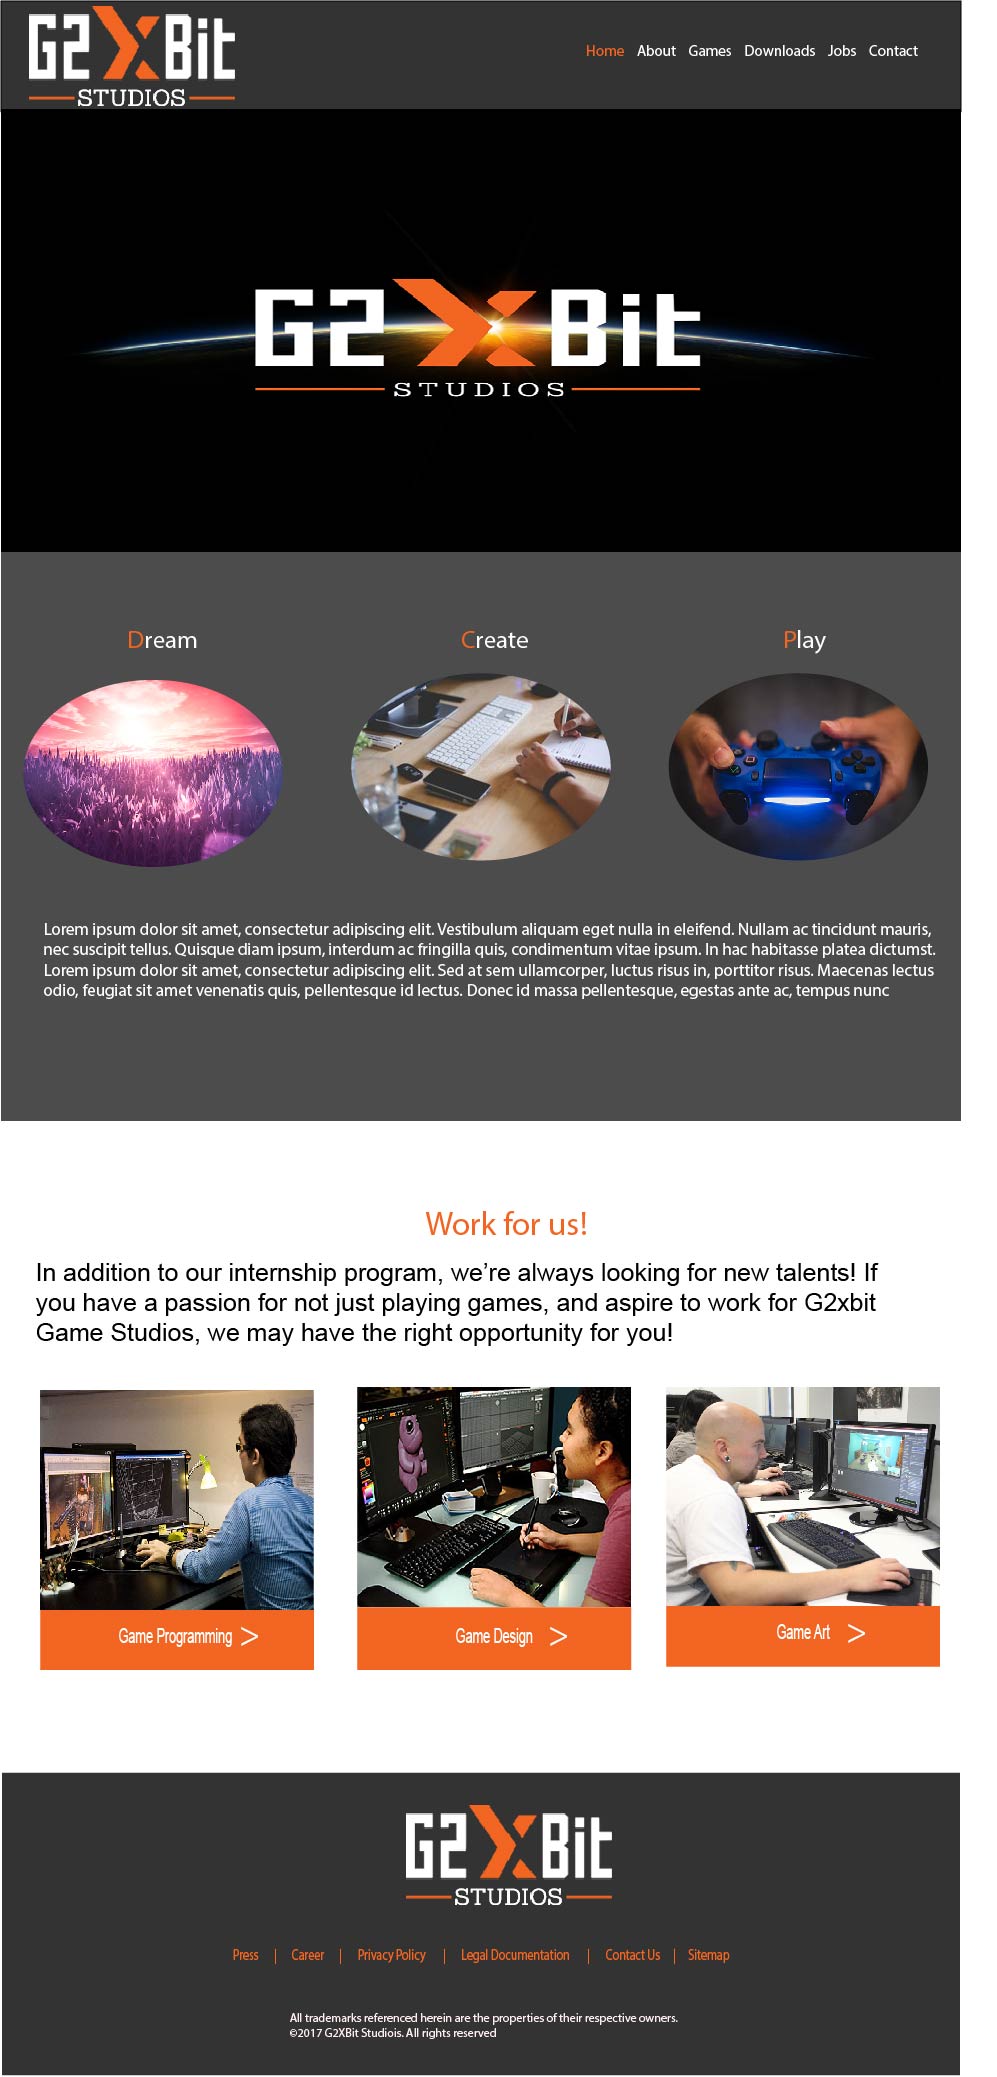 G2XBit
STUDIOS
Home About Games Downloads Jobs Contact
G2XBit
STUDIOS
Dream Create Play
Lorem ipsum dolor sit amet, consectetur adipiscing elit. Vestibulum aliquam eget nulla in eleifend. Nullam ac tincidunt mauris,
nec suscipit tellus. Quisque diam ipsum, interdum ac fringilla quis, condimentum vitae ipsum. In hac habitasse platea dictumst.
Lorem ipsum dolor sit amet, consectetur adipiscing elit. Sed at sem ullamcorper, luctus risus in, porttitor risus. Maecenas lectus
odio, feugiat sit amet venenatis quis, pellentesque id lectus. Donec id massa pellentesque, egestas ante ac, tempus nunc
Work for us!
In addition to our internship program, we’re always looking for new talents! If
you have a passion for not just playing games, and aspire to work for G2xbit
Game Studios, we may have the right opportunity for you!
Game Programming > Game Design > Game Art >
G2XBit
STUDIOS
Press | Career | Privacy Policy | Legal Documentation | Contact Us | Sitemap
All trademarks referenced herein are the properties of their respective owners.
©2017 G2XBit Studiois. All rights reserved